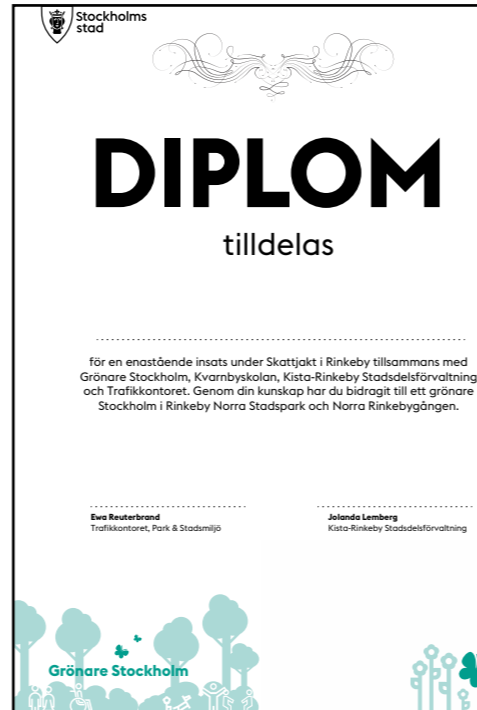 Stockholms
stad
DIPLOM
tilldelas
för en enastående insats under Skattjakt i Rinkeby tillsammans med
Grönare Stockholm, Kvarnbyskolan, Kista-Rinkeby Stadsdelsförvaltning
och Trafikkontoret. Genom din kunskap har du bidragit till ett grönare
Stockholm i Rinkeby Norra Stadspark och Norra Rinkebygången.
Ewa Reuterbrand
Trafikkontoret, Park & Stadsmiljö
Jolanda Lemberg
Kista-Rinkeby Stadsdelsförvaltning
Grönare Stockholm